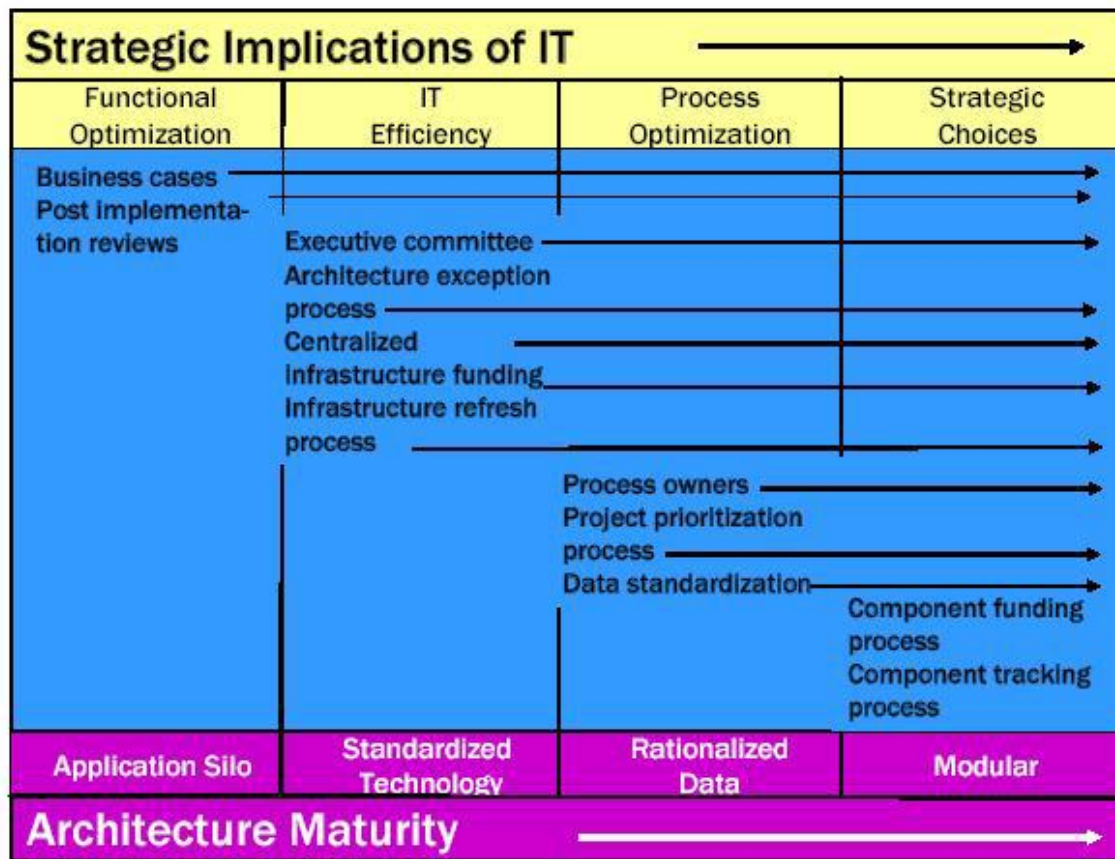 Strategic Implications of IT
Functional
Optimization
IT
Efficiency
Process
Optimization
Strategic
Choices
Business cases
Post implementa-
tion reviews
Executive committee
Architecture exception
process
Centralized
infrastructure funding
Infrastructure refresh
process
Process owners
Project prioritization
process
Data standardization
Component funding
process
Component tracking
process
Application Silo
Standardized
Technology
Rationalized
Data
Modular
Architecture Maturity